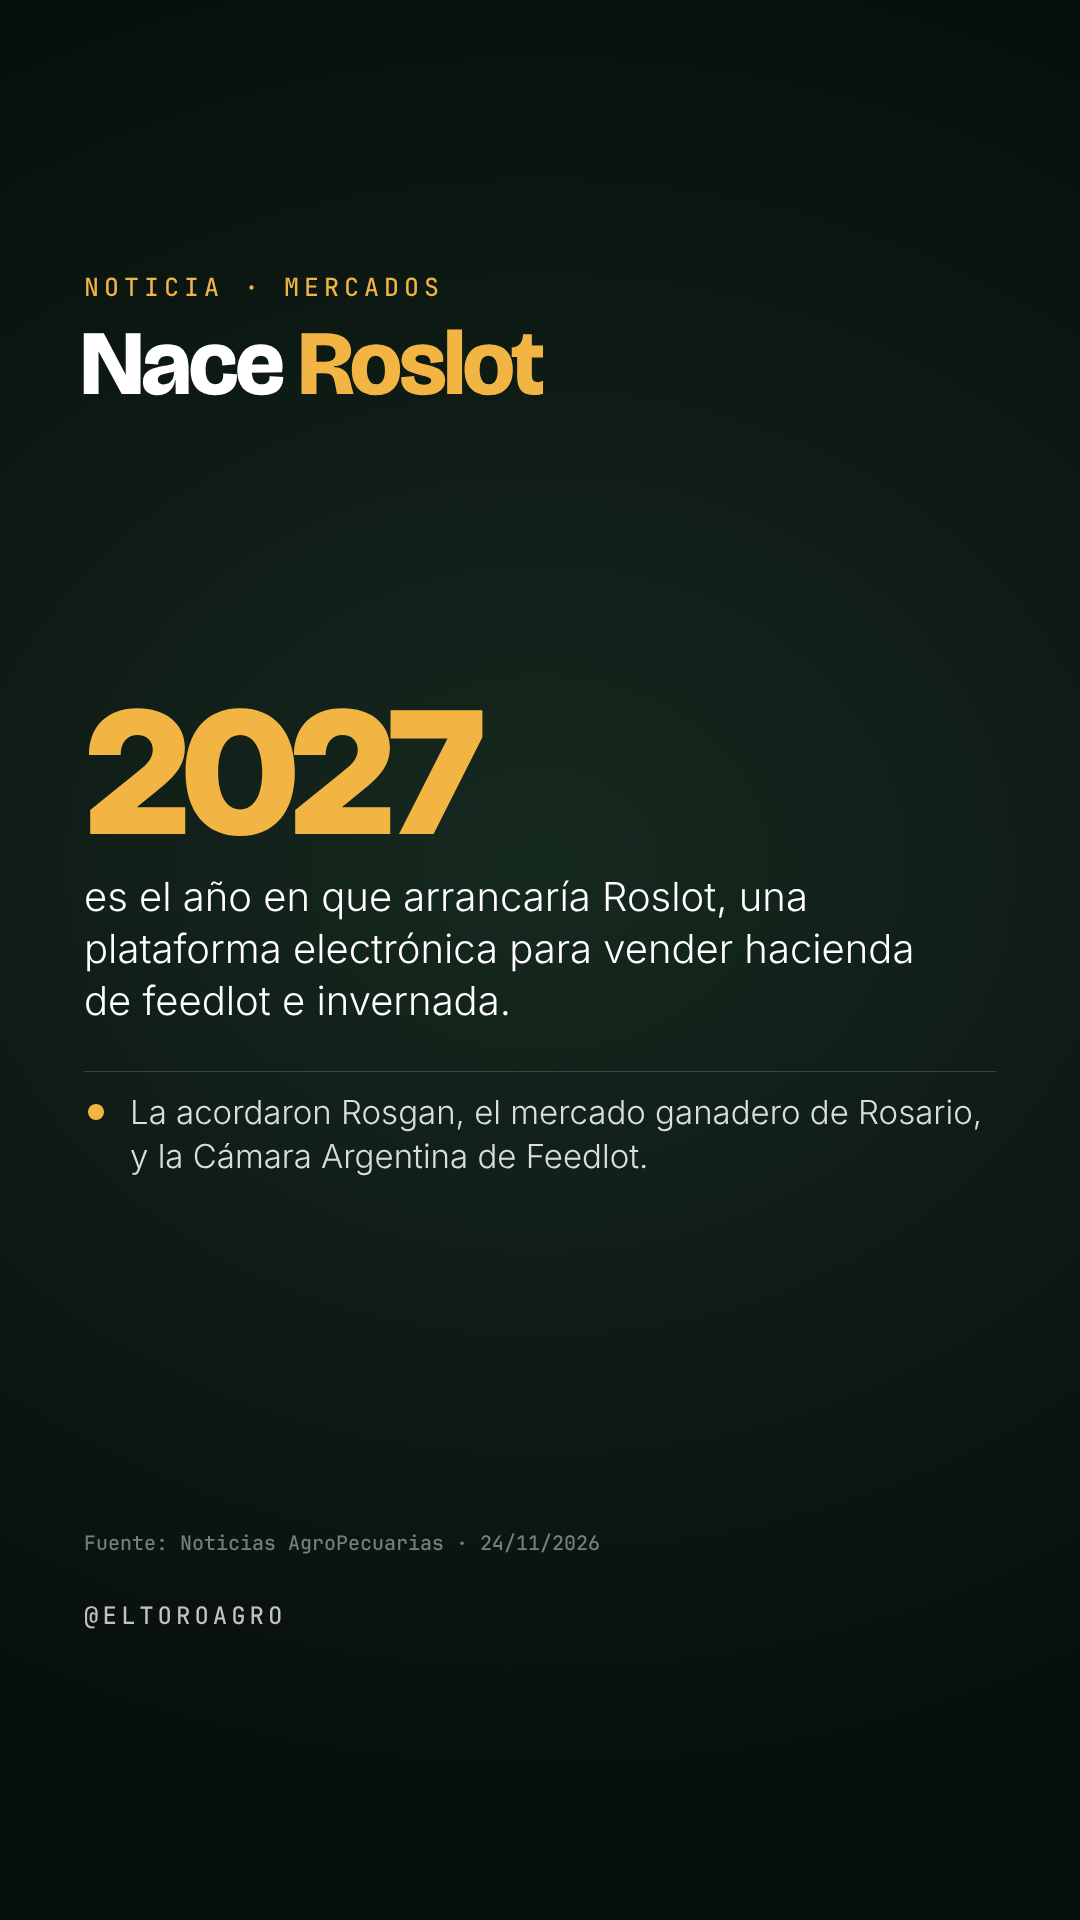 NOTICIA · MERCADOS
Nace Roslot
2027
es el año en que arrancaría Roslot, una
plataforma electrónica para vender hacienda
de feedlot e invernada.
La acordaron Rosgan, el mercado ganadero de Rosario,
y la Cámara Argentina de Feedlot.
Fuente: Noticias AgroPecuarias · 24/11/2026
@ELTOROAGRO